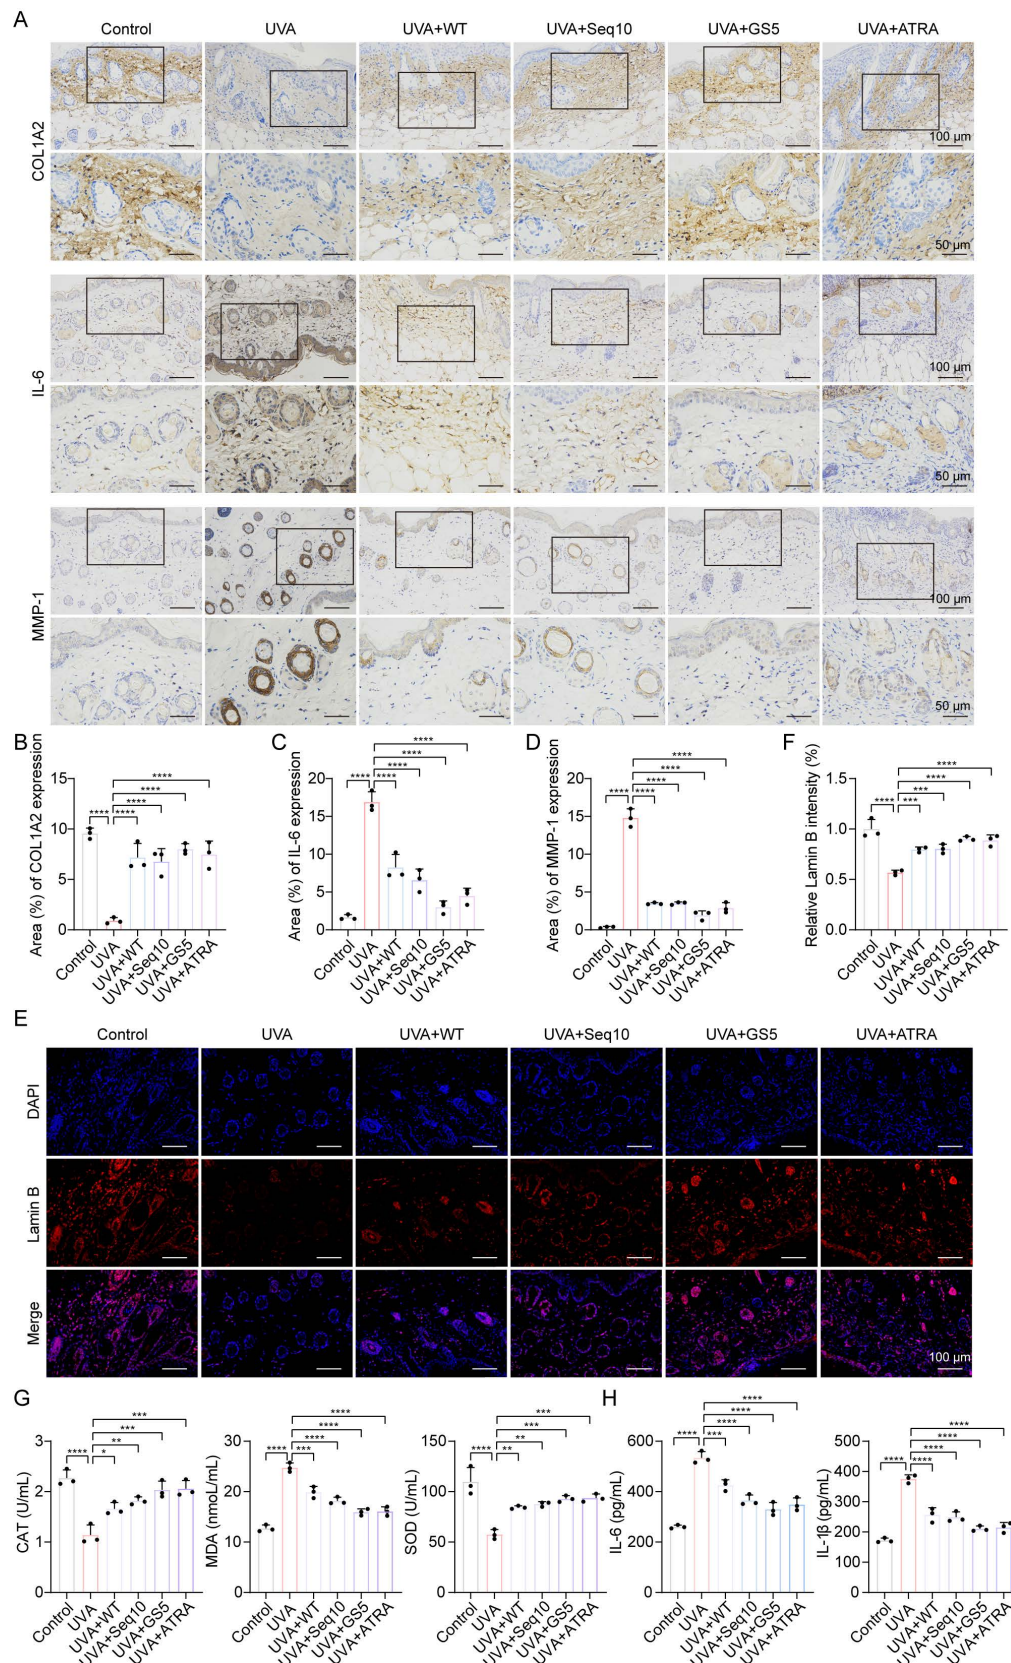 A
Control UVA UVA+WT UVA+Seq10 UVA+GS5 UVA+ATRA
COL1A2
100 µm
50 µm
IL-6
100 µm
50 µm
MMP-1
100 µm
50 µm
B
Area (%) of COL1A2 expression
15
10
5
0
**** **** **** **** ****
Control UVA UVA+WT UVA+Seq10 UVA+GS5 UVA+ATRA
C
Area (%) of IL-6 expression
20
15
10
5
0
**** **** **** **** ****
Control UVA UVA+WT UVA+Seq10 UVA+GS5 UVA+ATRA
D
Area (%) of MMP-1 expression
20
15
10
5
0
**** **** **** **** ****
Control UVA UVA+WT UVA+Seq10 UVA+GS5 UVA+ATRA
F
Relative Lamin B intensity (%)
1.5
1.0
0.5
0.0
**** *** *** **** ****
Control UVA UVA+WT UVA+Seq10 UVA+GS5 UVA+ATRA
E
Control UVA UVA+WT UVA+Seq10 UVA+GS5 UVA+ATRA
DAPI
Lamin B
Merge
100 µm
G
CAT (U/mL)
3
2
1
0
**** * ** *** ***
Control UVA UVA+WT UVA+Seq10 UVA+GS5 UVA+ATRA
MDA (nmoL/mL)
30
20
10
0
**** *** **** **** ****
Control UVA UVA+WT UVA+Seq10 UVA+GS5 UVA+ATRA
SOD (U/mL)
150
100
50
0
**** ** ** *** ***
Control UVA UVA+WT UVA+Seq10 UVA+GS5 UVA+ATRA
H
IL-6 (pg/mL)
600
400
200
0
**** *** **** **** ****
Control UVA UVA+WT UVA+Seq10 UVA+GS5 UVA+ATRA
IL-1β (pg/mL)
500
400
300
200
100
0
**** **** **** **** ****
Control UVA UVA+WT UVA+Seq10 UVA+GS5 UVA+ATRA